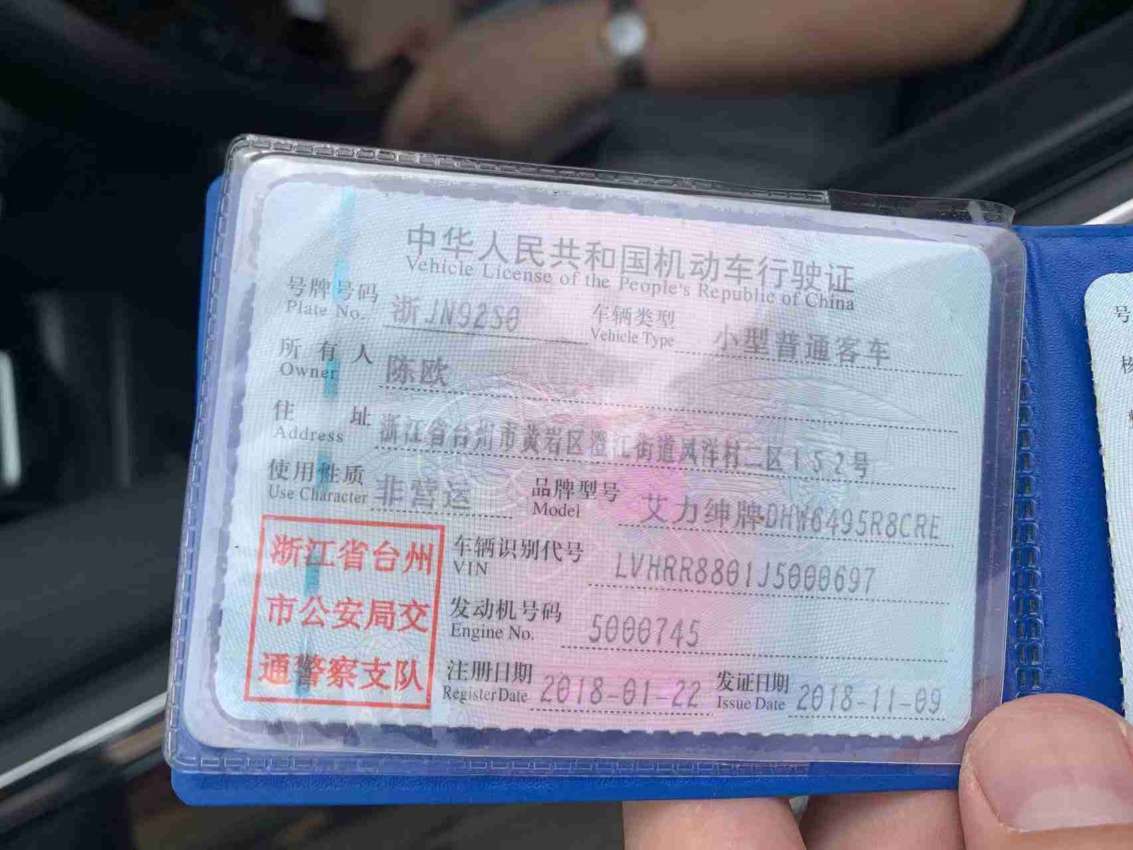 中华人民共和国机动车行驶证
Vehicle License of the People's Republic of China
号牌号码 浙JN92S0 车辆类型 小型普通客车
Plate No. Vehicle Type
所有人 陈欧
Owner
住址 浙江省台州市黄岩区澄江街道凤洋村二区152号
Address
使用性质 非营运 品牌型号 艾力绅牌DHW6495R8CRE
Use Character Model
浙江省台州
市公安局交
通警察支队
车辆识别代号 LVHRR8801J5000697
VIN
发动机号码 5000745
Engine No.
注册日期 2018-01-22 发证日期 2018-11-09
Register Date Issue Date
号